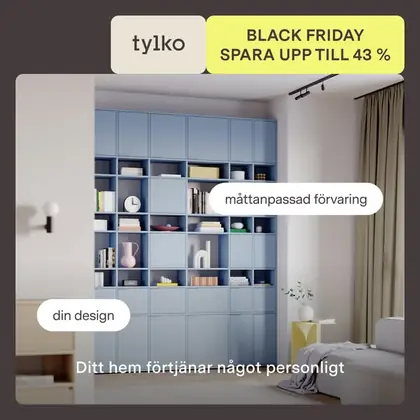 tylko
BLACK FRIDAY
SPARA UPP TILL 43 %
måttanpassad förvaring
din design
Ditt hem förtjänar något personligt